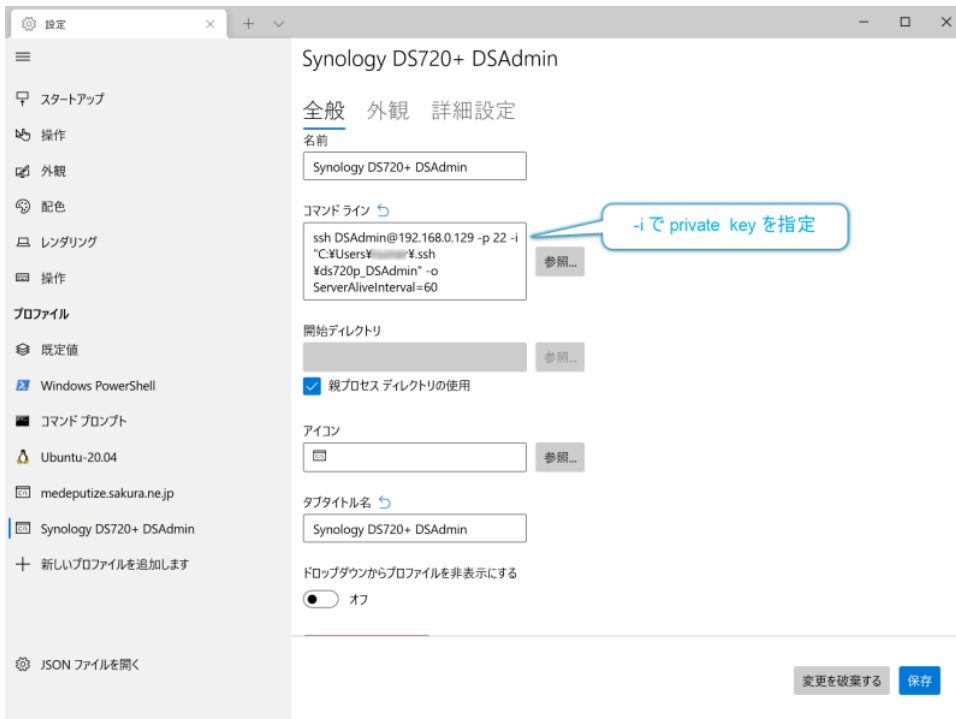 設定
Synology DS720+ DSAdmin
スタートアップ
操作
外観
配色
レンダリング
操作
プロファイル
既定値
Windows PowerShell
コマンド プロンプト
Ubuntu-20.04
medeputize.sakura.ne.jp
Synology DS720+ DSAdmin
新しいプロファイルを追加します
JSON ファイルを開く
全般 外観 詳細設定
名前
Synology DS720+ DSAdmin
コマンド ライン
ssh DSAdmin@192.168.0.129 -p 22 -i
"C:¥Users¥ ¥.ssh
¥ds720p_DSAdmin" -o
ServerAliveInterval=60
参照...
-i で private key を指定
開始ディレクトリ
参照...
親プロセス ディレクトリの使用
アイコン
参照...
タブタイトル名
Synology DS720+ DSAdmin
ドロップダウンからプロファイルを非表示にする
オフ
変更を破棄する
保存